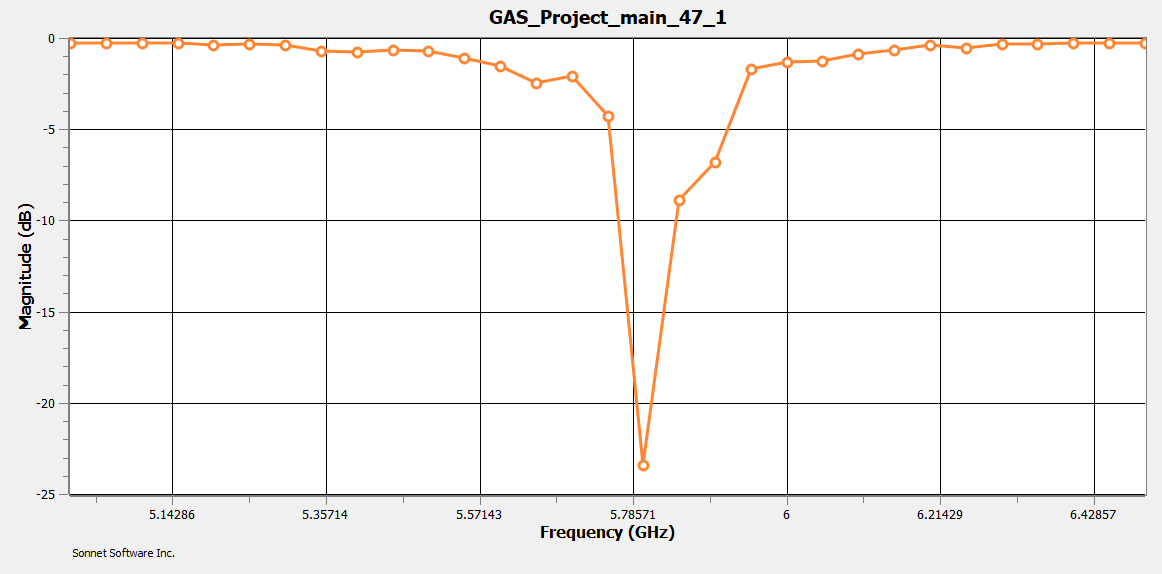 GAS_Project_main_47_1
0
-5
-10
-15
-20
-25
Magnitude (dB)
5.14286 5.35714 5.57143 5.78571 6 6.21429 6.42857
Frequency (GHz)
Sonnet Software Inc.